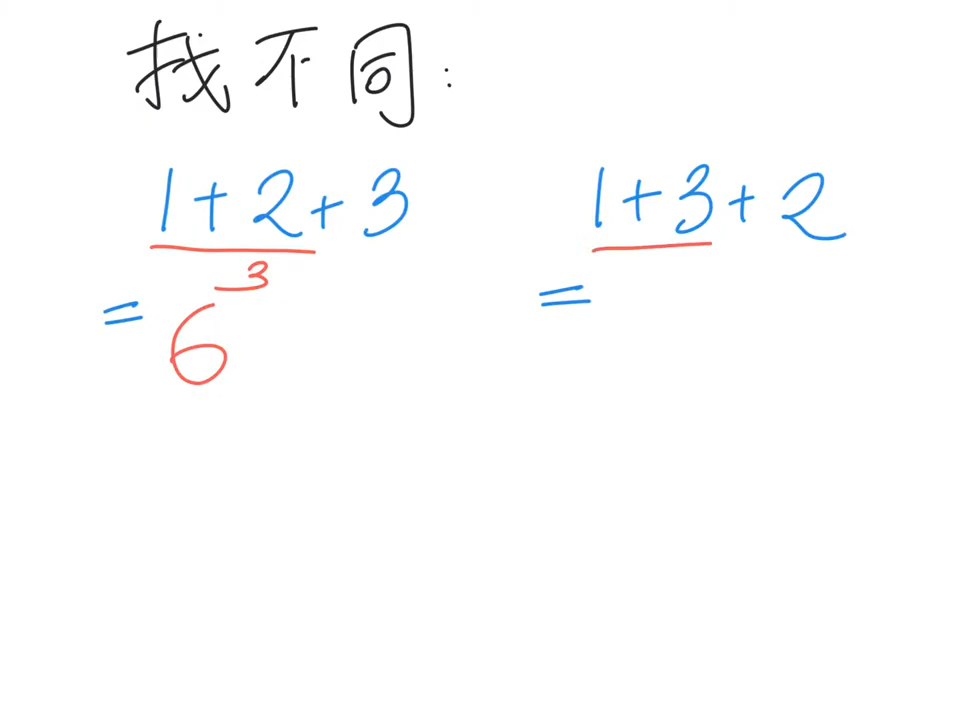 找不同：
1+2+3 1+3+2
3
= 6 =